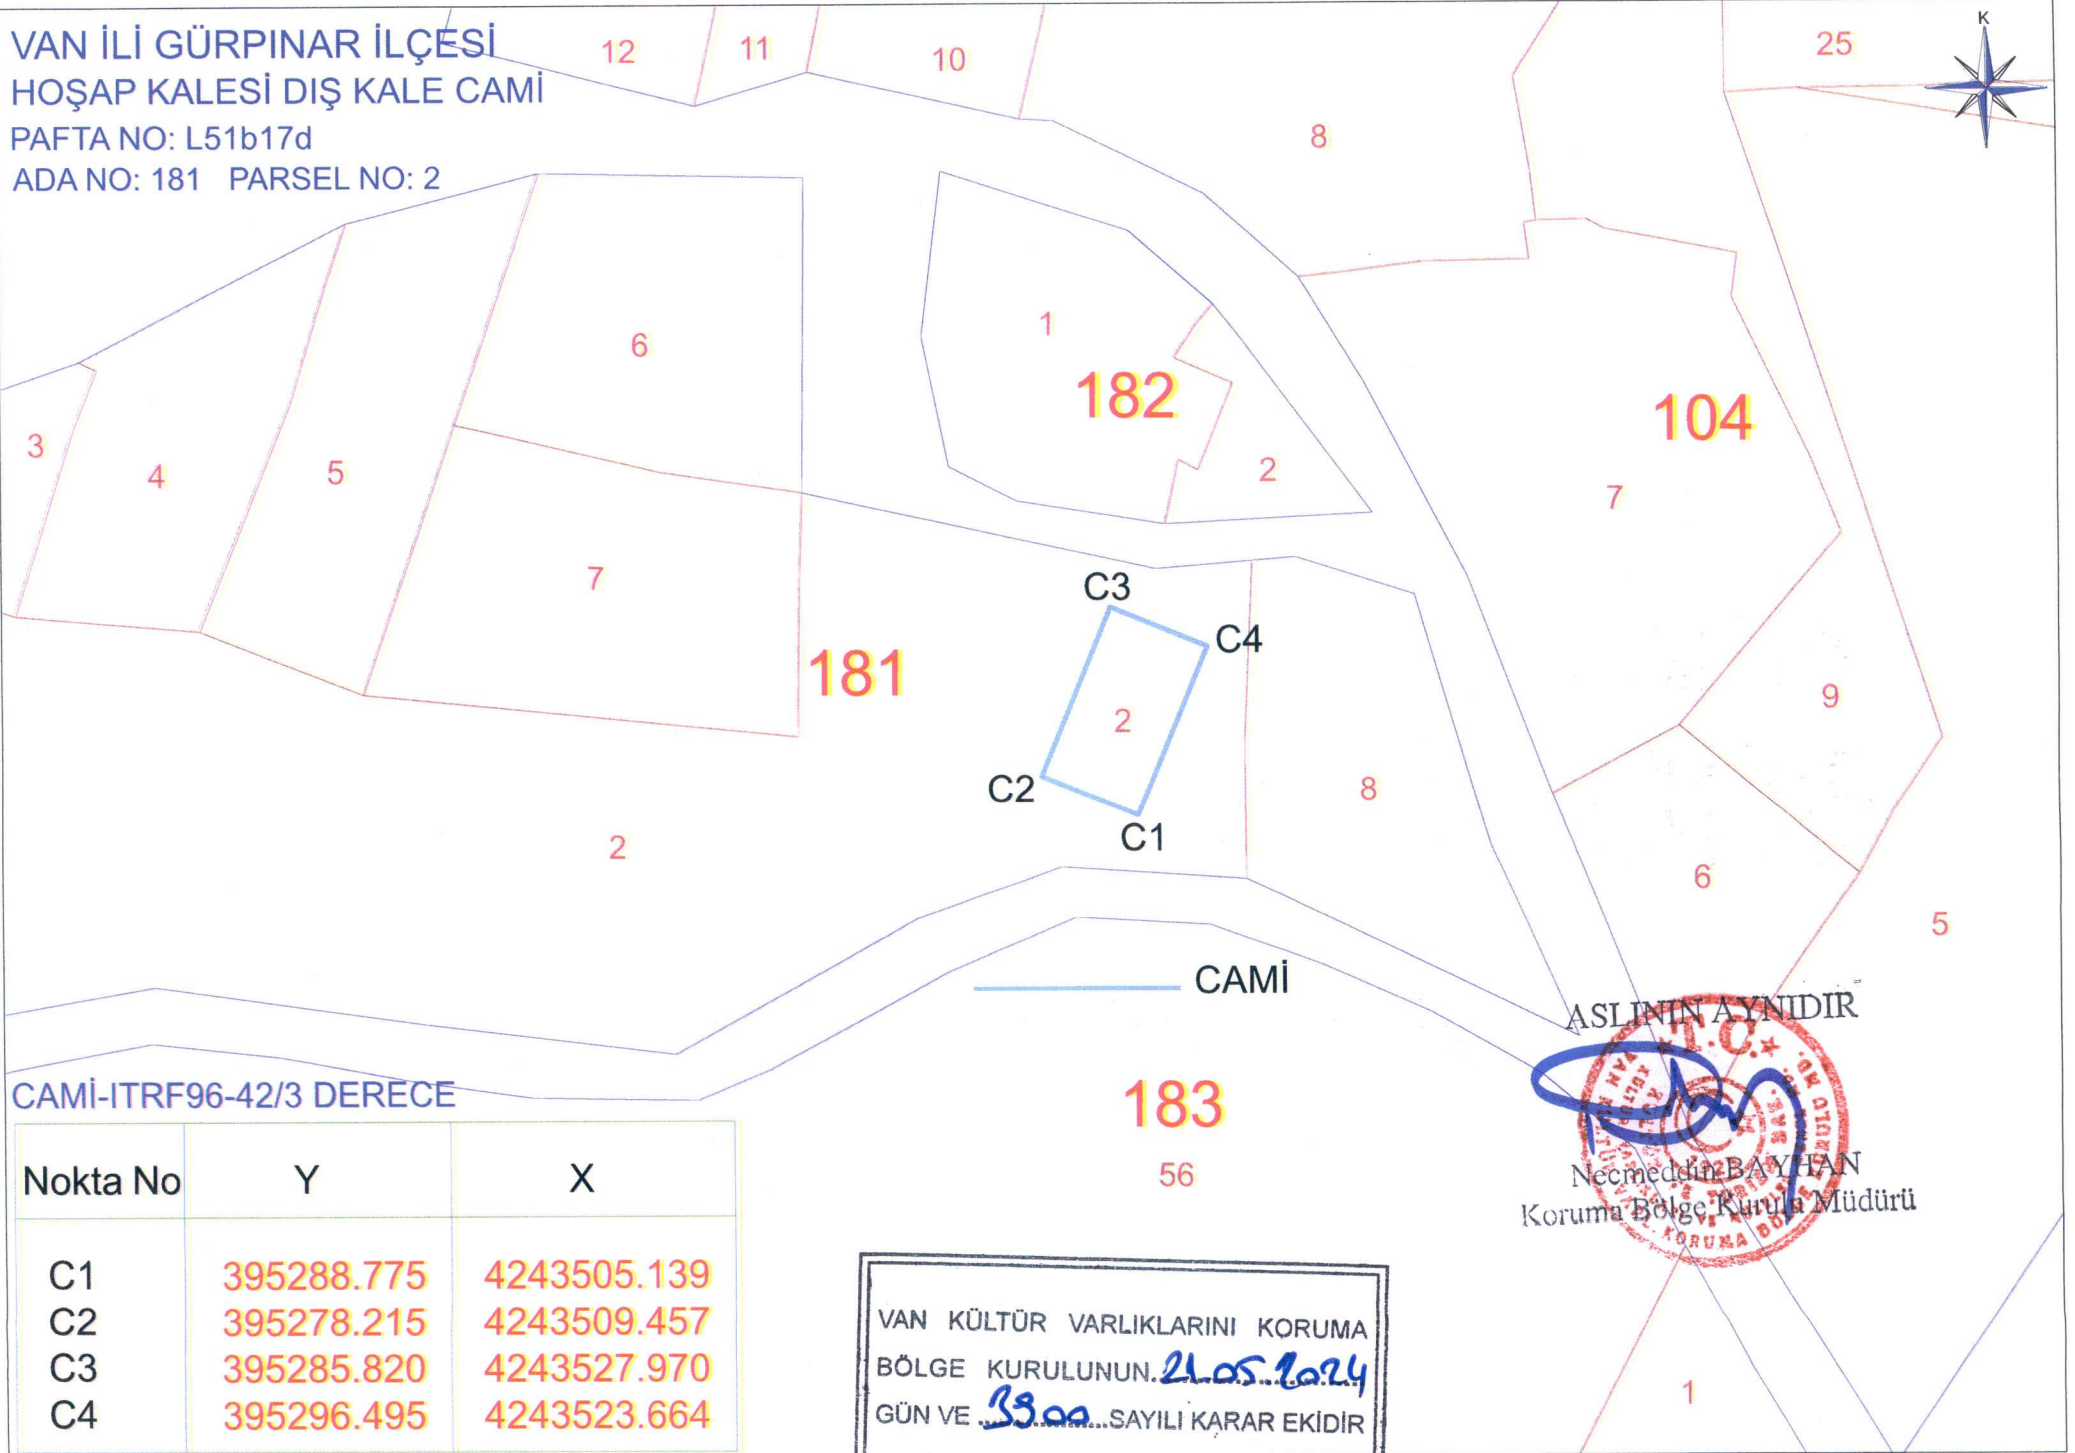 VAN İLİ GÜRPINAR İLÇESİ
HOŞAP KALESİ DIŞ KALE CAMİ
PAFTA NO: L51b17d
ADA NO: 181 PARSEL NO: 2
12
11
10
8
25
K
1
182
2
104
7
6
3
4
5
7
181
C3
C4
2
C2
C1
8
9
6
5
2
CAMİ
183
56
1
ASLININ AYNIDIR
T.C.
Necmeddin BAYHAN
Koruma Bölge Kurulu Müdürü
CAMİ-ITRF96-42/3 DERECE
Nokta No Y X
C1 395288.775 4243505.139
C2 395278.215 4243509.457
C3 395285.820 4243527.970
C4 395296.495 4243523.664
VAN KÜLTÜR VARLIKLARINI KORUMA
BÖLGE KURULUNUN 21.05.2024
GÜN VE 3900 SAYILI KARAR EKİDİR